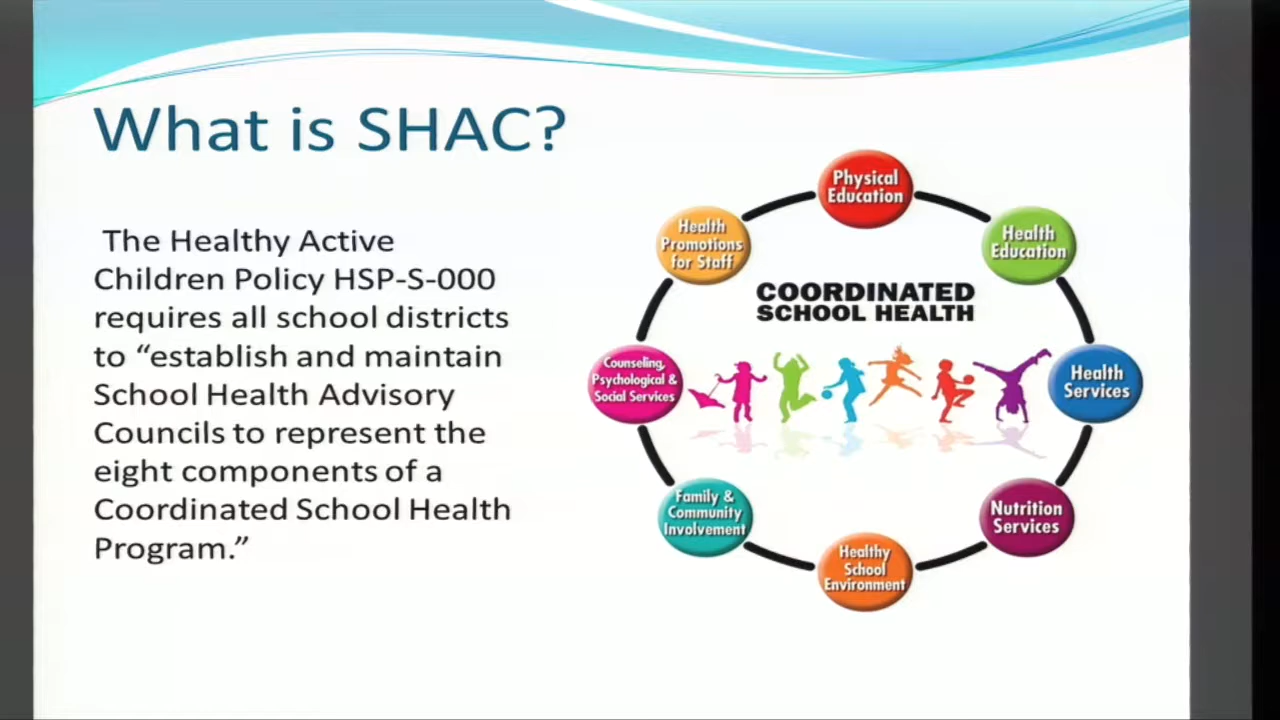 What is SHAC?
The Healthy Active
Children Policy HSP-S-000
requires all school districts
to “establish and maintain
School Health Advisory
Councils to represent the
eight components of a
Coordinated School Health
Program.”
Physical
Education
Health
Education
Health
Services
Nutrition
Services
Healthy
School
Environment
Family &
Community
Involvement
Counseling,
Psychological &
Social Services
Health
Promotions
for Staff
COORDINATED
SCHOOL HEALTH